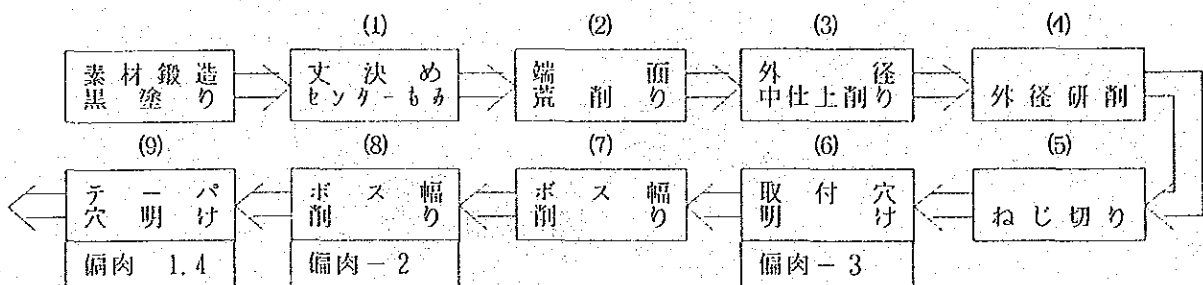 (1)
(2)
(3)
(4)
素材鍛造
黒塗り
丈決め
センターもみ
端面
荒削り
外径
中仕上削り
外径研削
(9)
(8)
(7)
(6)
(5)
テーパ
穴明け
ボス幅
削り
ボス幅
削り
取付穴
明け
ねじ切り
偏肉 1.4
偏肉-2
偏肉-3